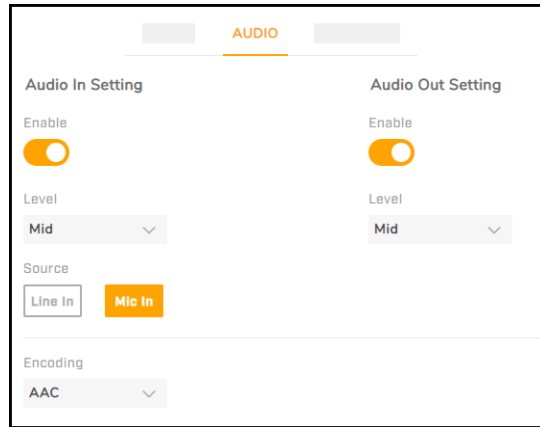 AUDIO
Audio In Setting
Audio Out Setting
Enable
Enable
Level
Level
Mid
Mid
Source
Line In
Mic In
Encoding
AAC